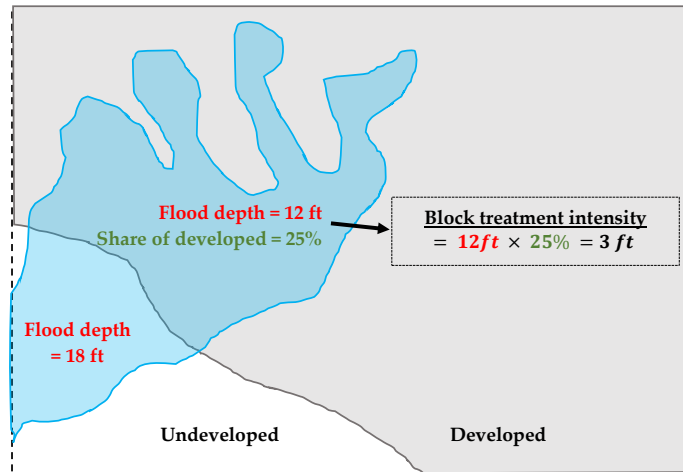 Flood depth = 12 ft
Share of developed = 25%
Block treatment intensity
= 12ft × 25% = 3 ft
Flood depth
= 18 ft
Undeveloped
Developed